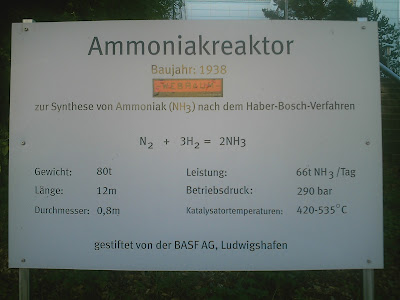 Ammoniakreaktor
Baujahr: 1938
zur Synthese von Ammoniak (NH3) nach dem Haber-Bosch-Verfahren
N2 + 3H2 = 2NH3
Gewicht: 80t Leistung: 66t NH3 /Tag
Länge: 12m Betriebsdruck: 290 bar
Durchmesser: 0,8m Katalysatortemperaturen: 420-535°C
gestiftet von der BASF AG, Ludwigshafen